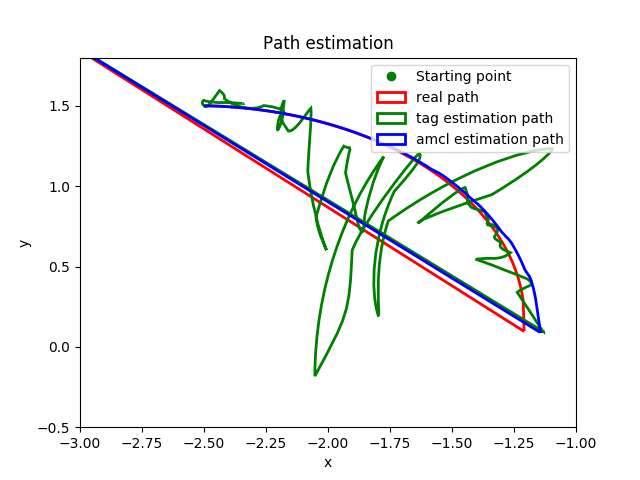 Path estimation
Starting point
real path
tag estimation path
amcl estimation path
y
1.5
1.0
0.5
0.0
−0.5
−3.00 −2.75 −2.50 −2.25 −2.00 −1.75 −1.50 −1.25 −1.00
x